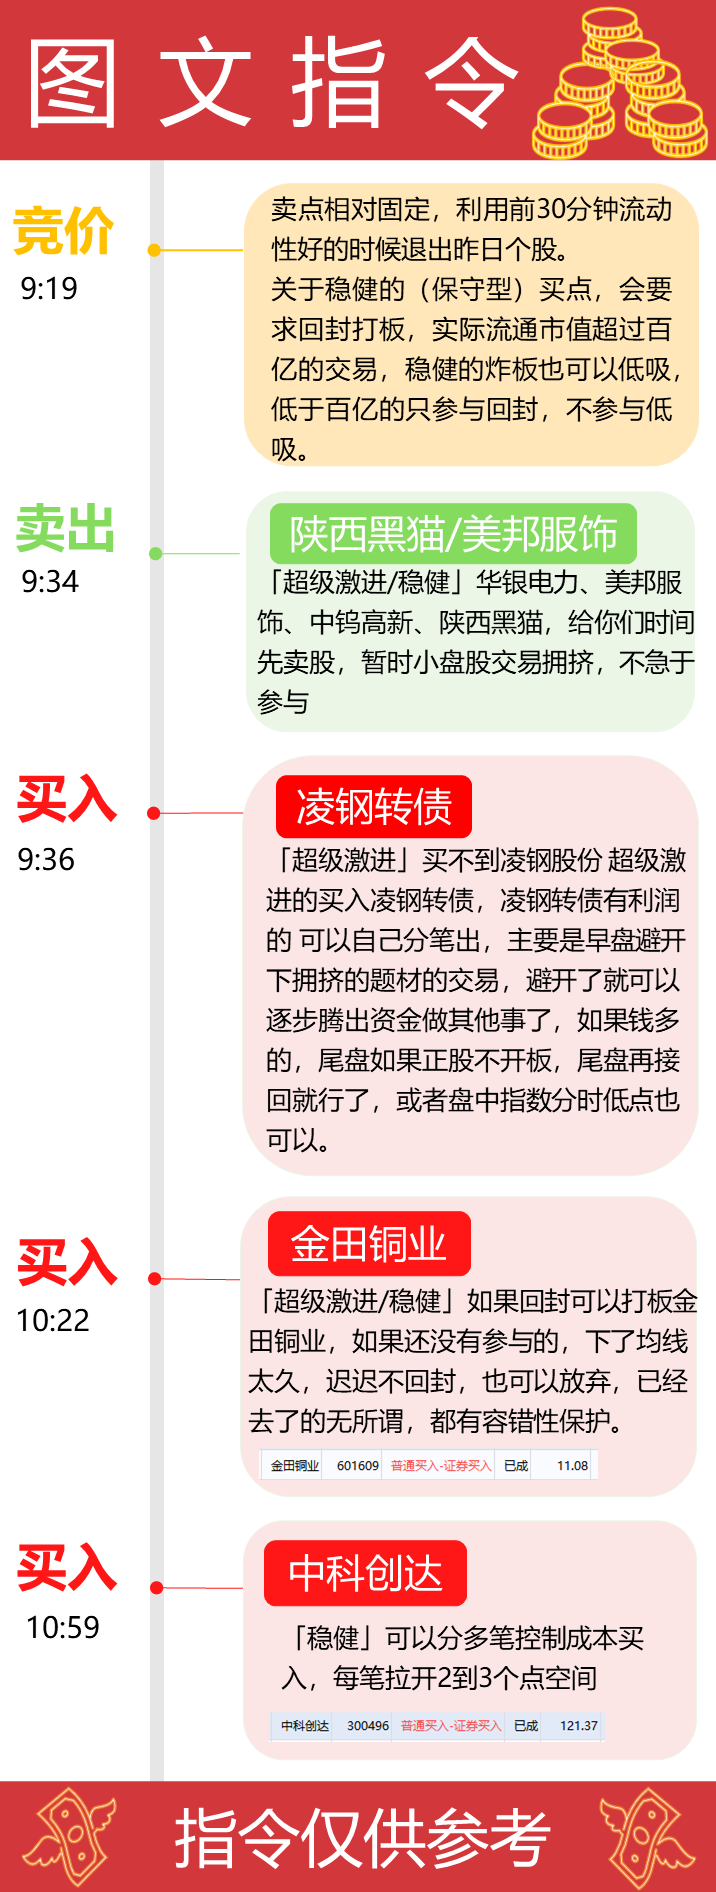 图文指令
竞价
9:19
卖点相对固定，利用前30分钟流动
性好的时候退出昨日个股。
关于稳健的（保守型）买点，会要
求回封打板，实际流通市值超过百
亿的交易，稳健的炸板也可以低吸，
低于百亿的只参与回封，不参与低
吸。
卖出
9:34
陕西黑猫/美邦服饰
「超级激进/稳健」华银电力、美邦服
饰、中钨高新、陕西黑猫，给你们时间
先卖股，暂时小盘股交易拥挤，不急于
参与
买入
9:36
凌钢转债
「超级激进」买不到凌钢股份 超级激
进的买入凌钢转债，凌钢转债有利润
的 可以自己分笔出，主要是早盘避开
下拥挤的题材的交易，避开了就可以
逐步腾出资金做其他事了，如果钱多
的，尾盘如果正股不开板，尾盘再接
回就行了，或者盘中指数分时低点也
可以。
买入
10:22
金田铜业
「超级激进/稳健」如果回封可以打板金
田铜业，如果还没有参与的，下了均线
太久，迟迟不回封，也可以放弃，已经
去了的无所谓，都有容错性保护。
金田铜业 601609 普通买入-证券买入 已成 11.08
买入
10:59
中科创达
「稳健」可以分多笔控制成本买
入，每笔拉开2到3个点空间
中科创达 300496 普通买入-证券买入 已成 121.37
指令仅供参考